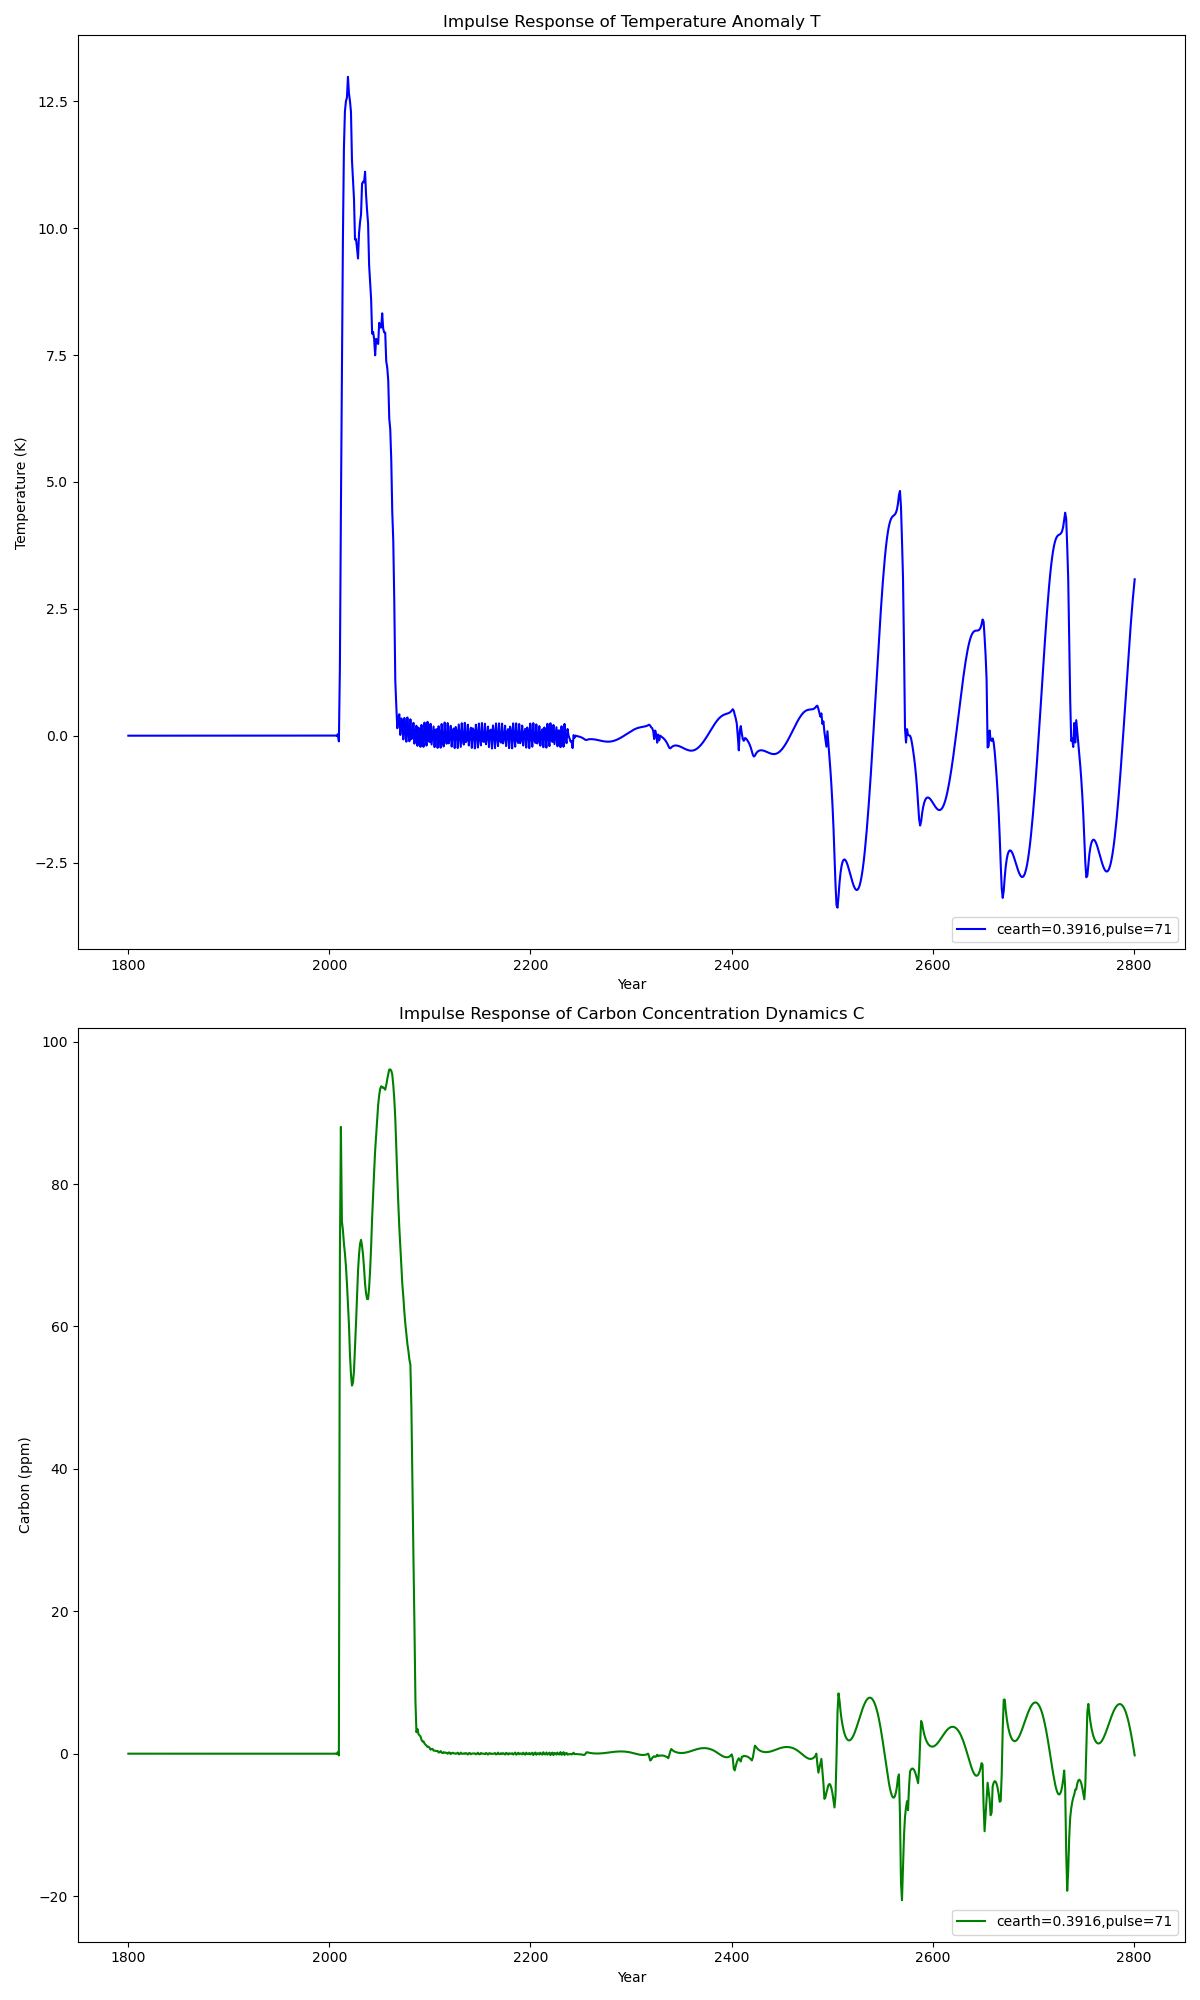 Impulse Response of Temperature Anomaly T
12.5
10.0
7.5
5.0
2.5
0.0
−2.5
Temperature (K)
cearth=0.3916,pulse=71
1800 2000 2200 2400 2600 2800
Year
Impulse Response of Carbon Concentration Dynamics C
100
80
60
40
20
0
−20
Carbon (ppm)
cearth=0.3916,pulse=71
1800 2000 2200 2400 2600 2800
Year